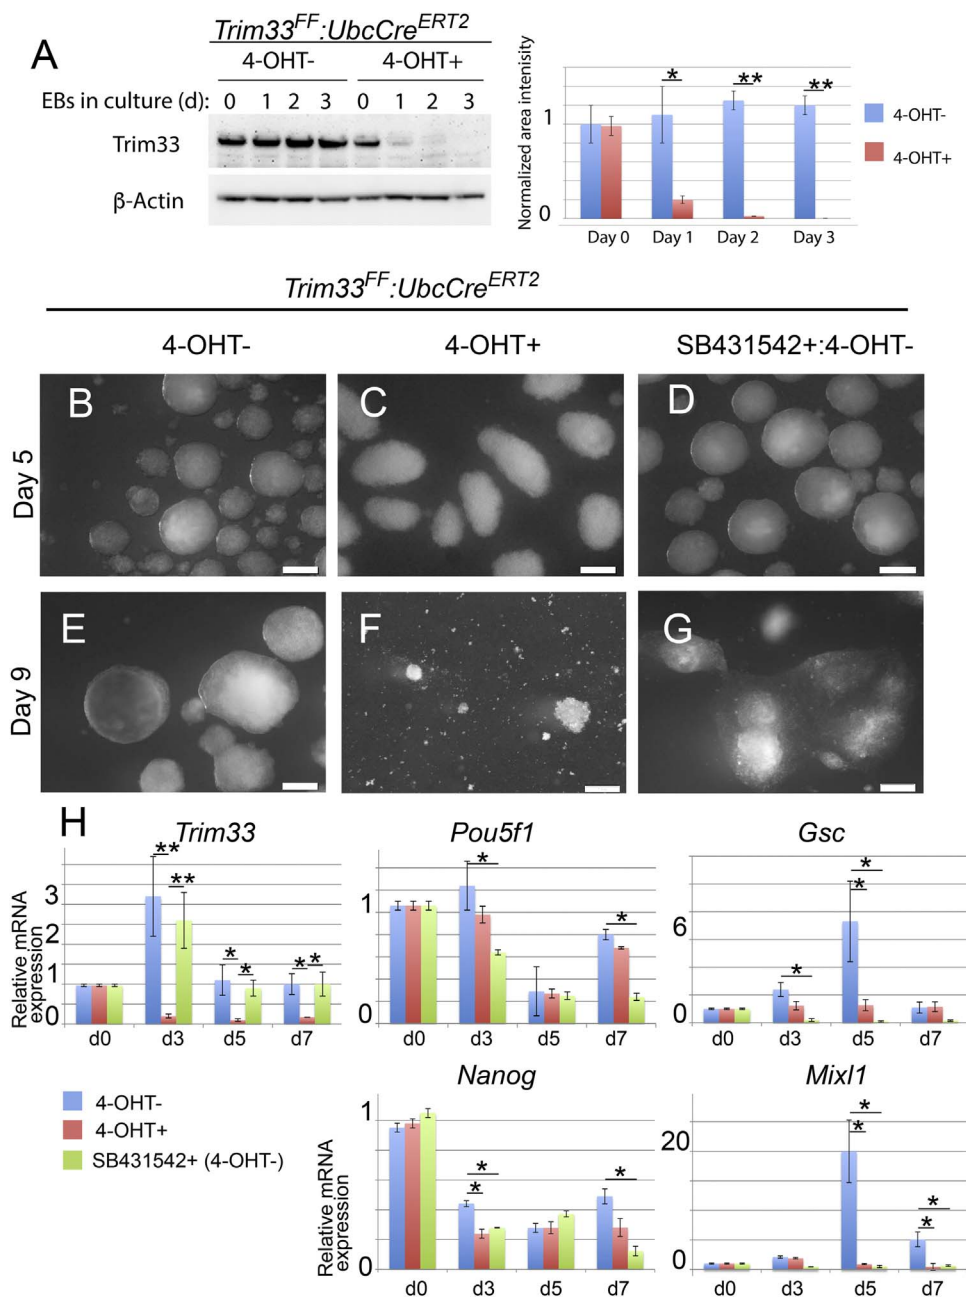 A
Trim33FF:UbcCreERT2
4-OHT- 4-OHT+
EBs in culture (d): 0 1 2 3 0 1 2 3
Trim33
β-Actin
Normalized area intenisity
1
0
* ** **
Day 0 Day 1 Day 2 Day 3
4-OHT-
4-OHT+
Trim33FF:UbcCreERT2
4-OHT- 4-OHT+ SB431542+:4-OHT-
Day 5
B C D
Day 9
E F G
H
Trim33
Relative mRNA
expression
3
2
1
0
** ** * * * *
d0 d3 d5 d7
Pou5f1
1
0
* *
d0 d3 d5 d7
Gsc
6
0
* * *
d0 d3 d5 d7
4-OHT-
4-OHT+
SB431542+ (4-OHT-)
Nanog
Relative mRNA
expression
1
0
* * *
d0 d3 d5 d7
Mixl1
20
0
* * * *
d0 d3 d5 d7